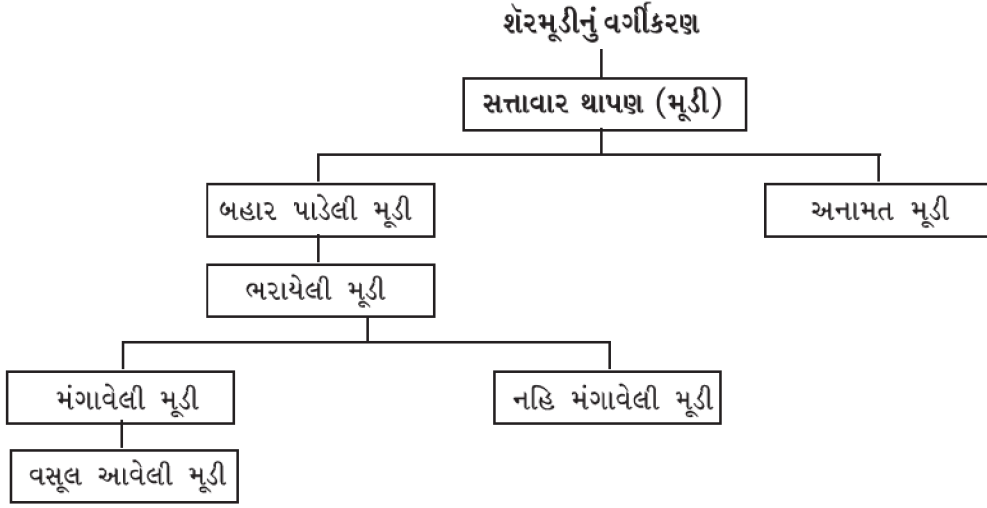 શૅરમૂડીનું વર્ગીકરણ
સત્તાવાર થાપણ (મૂડી)
બહાર પાડેલી મૂડી
અનામત મૂડી
ભરાયેલી મૂડી
મંગાવેલી મૂડી
નહિ મંગાવેલી મૂડી
વસૂલ આવેલી મૂડી